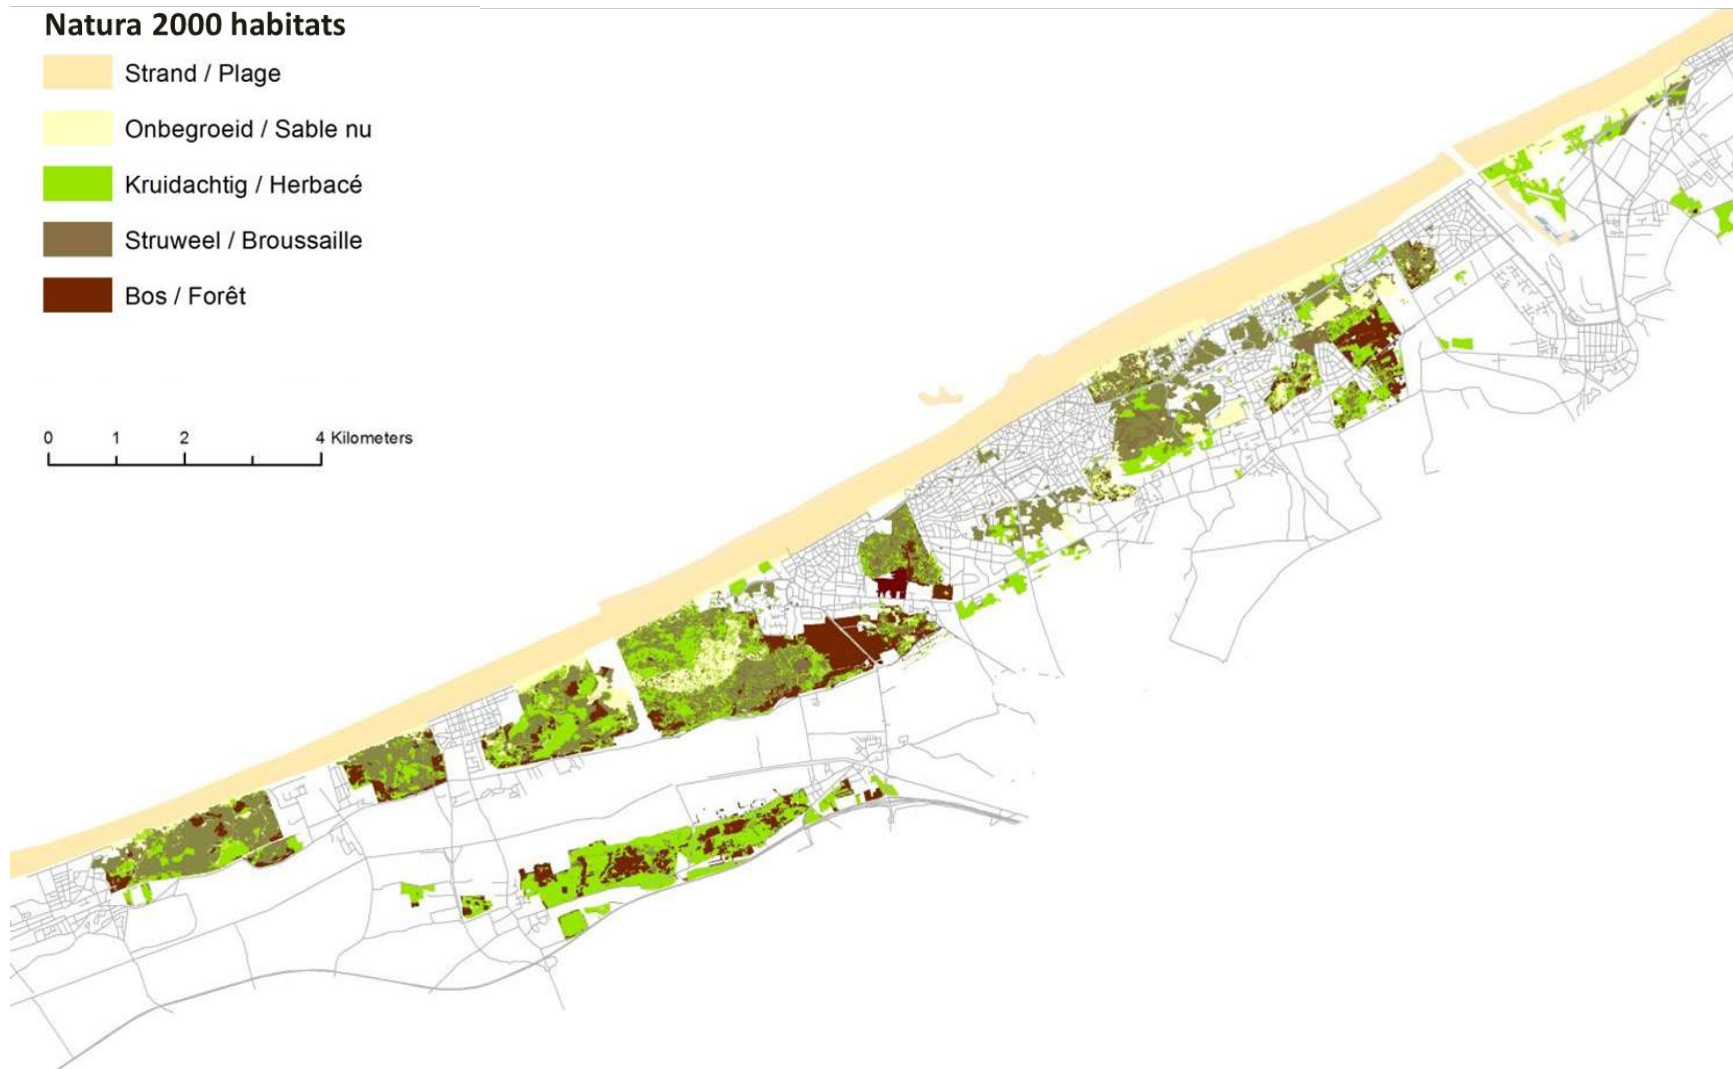 Natura 2000 habitats
Strand / Plage
Onbegroeid / Sable nu
Kruidachtig / Herbacé
Struweel / Broussaille
Bos / Forêt
0 1 2 4 Kilometers